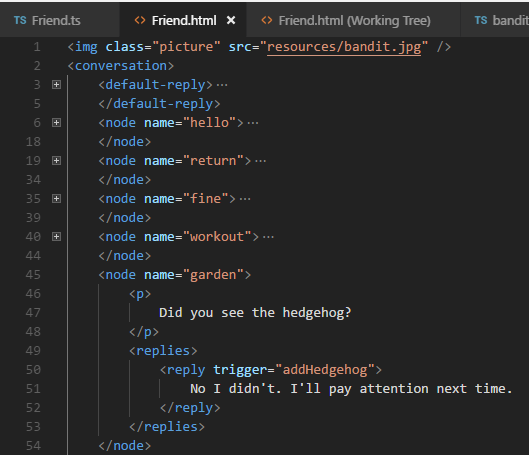 TS Friend.ts <> Friend.html × <> Friend.html (Working Tree) TS bandit
1 <img class="picture" src="resources/bandit.jpg" />
2 <conversation>
3 <default-reply>…
5 </default-reply>
6 <node name="hello">…
18 </node>
19 <node name="return">…
34 </node>
35 <node name="fine">…
39 </node>
40 <node name="workout">…
44 </node>
45 <node name="garden">
46 <p>
47 Did you see the hedgehog?
48 </p>
49 <replies>
50 <reply trigger="addHedgehog">
51 No I didn't. I'll pay attention next time.
52 </reply>
53 </replies>
54 </node>